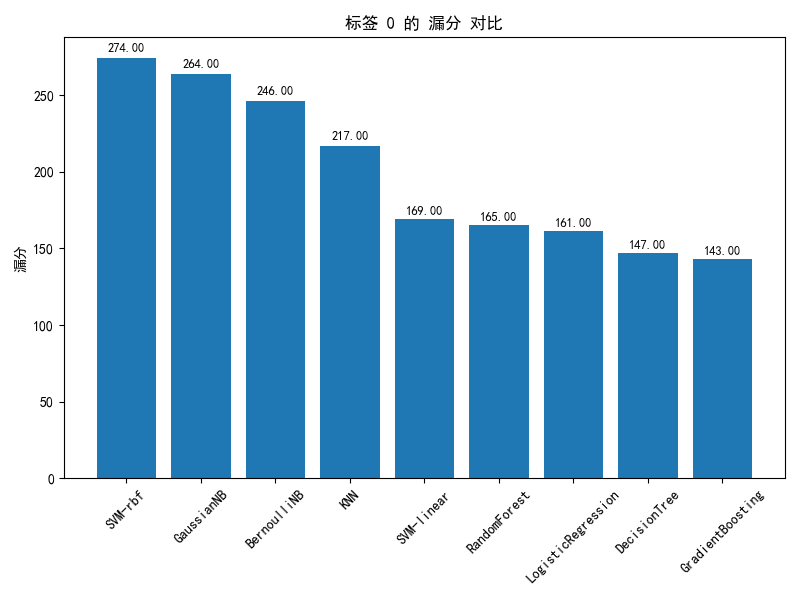 标签 0 的 漏分 对比
漏分
250
200
150
100
50
0
274.00
264.00
246.00
217.00
169.00
165.00
161.00
147.00
143.00
SVM-rbf
GaussianNB
BernoulliNB
KNN
SVM-linear
RandomForest
LogisticRegression
DecisionTree
GradientBoosting